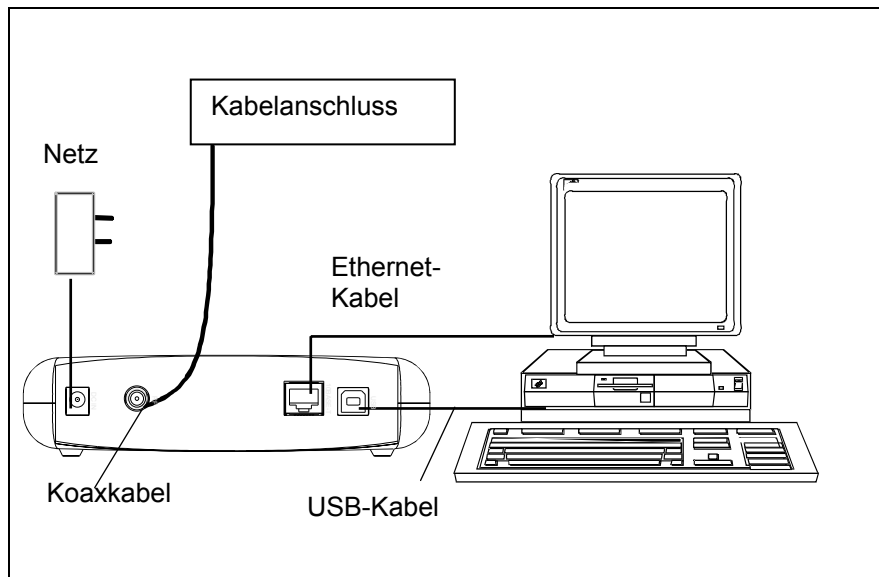 Kabelanschluss
Netz
Ethernet-
Kabel
Koaxkabel
USB-Kabel